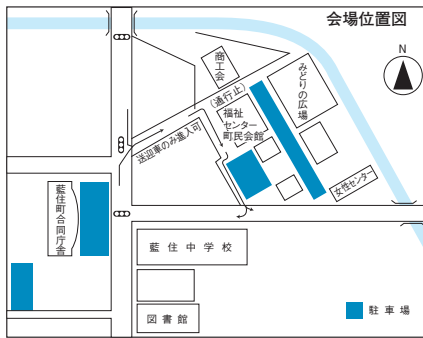 会場位置図
N
商工会
みどりの広場
(通行止)
福祉
センター
町民会館
送迎車のみ進入可
女性センター
藍住町合同庁舎
藍住中学校
図書館
駐車場